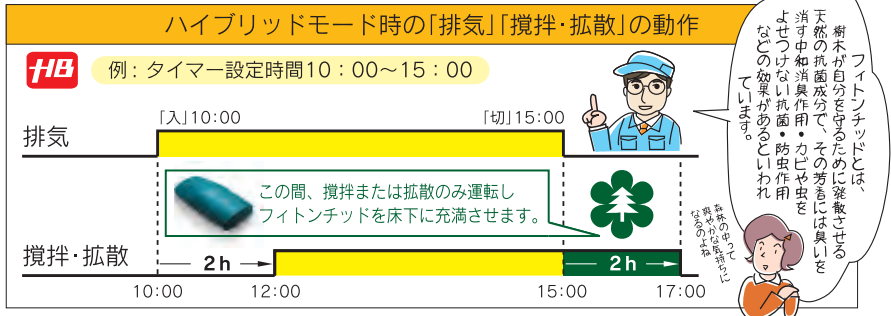 ハイブリッドモード時の「排気」「撹拌・拡散」の動作
HB
例：タイマー設定時間10：00～15：00
「入」10:00
「切」15:00
排気
この間、撹拌または拡散のみ運転し
フィトンチッドを床下に充満させます。
撹拌・拡散
2h
2h
10:00
12:00
15:00
17:00
フィトンチッドとは、
樹木が自分を守るために発散させる
天然の抗菌成分で、その芳香には臭いを
消す中和消臭作用・カビや虫を
よせつけない抗菌・防虫作用
などの効果があるといわれ
ています。
森林の中って
爽やかな気持ちに
なるのよね